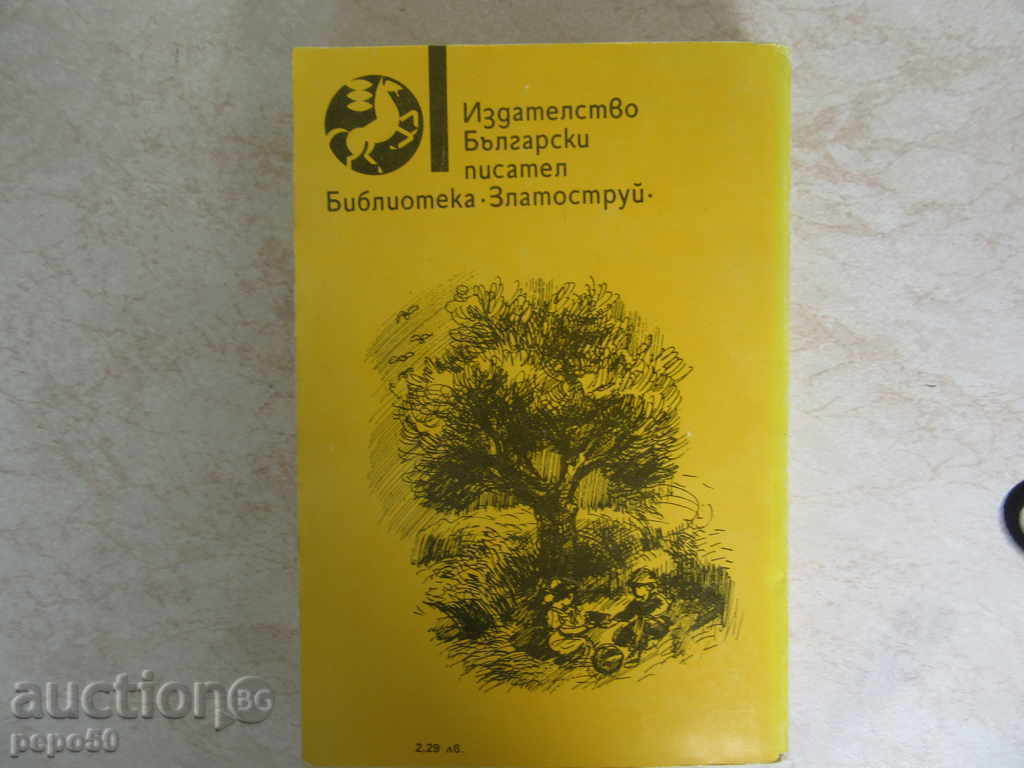 Издателство
Български
писател
Библиотека · Златоструй ·
2.29 лв.
auction BG
pepo50